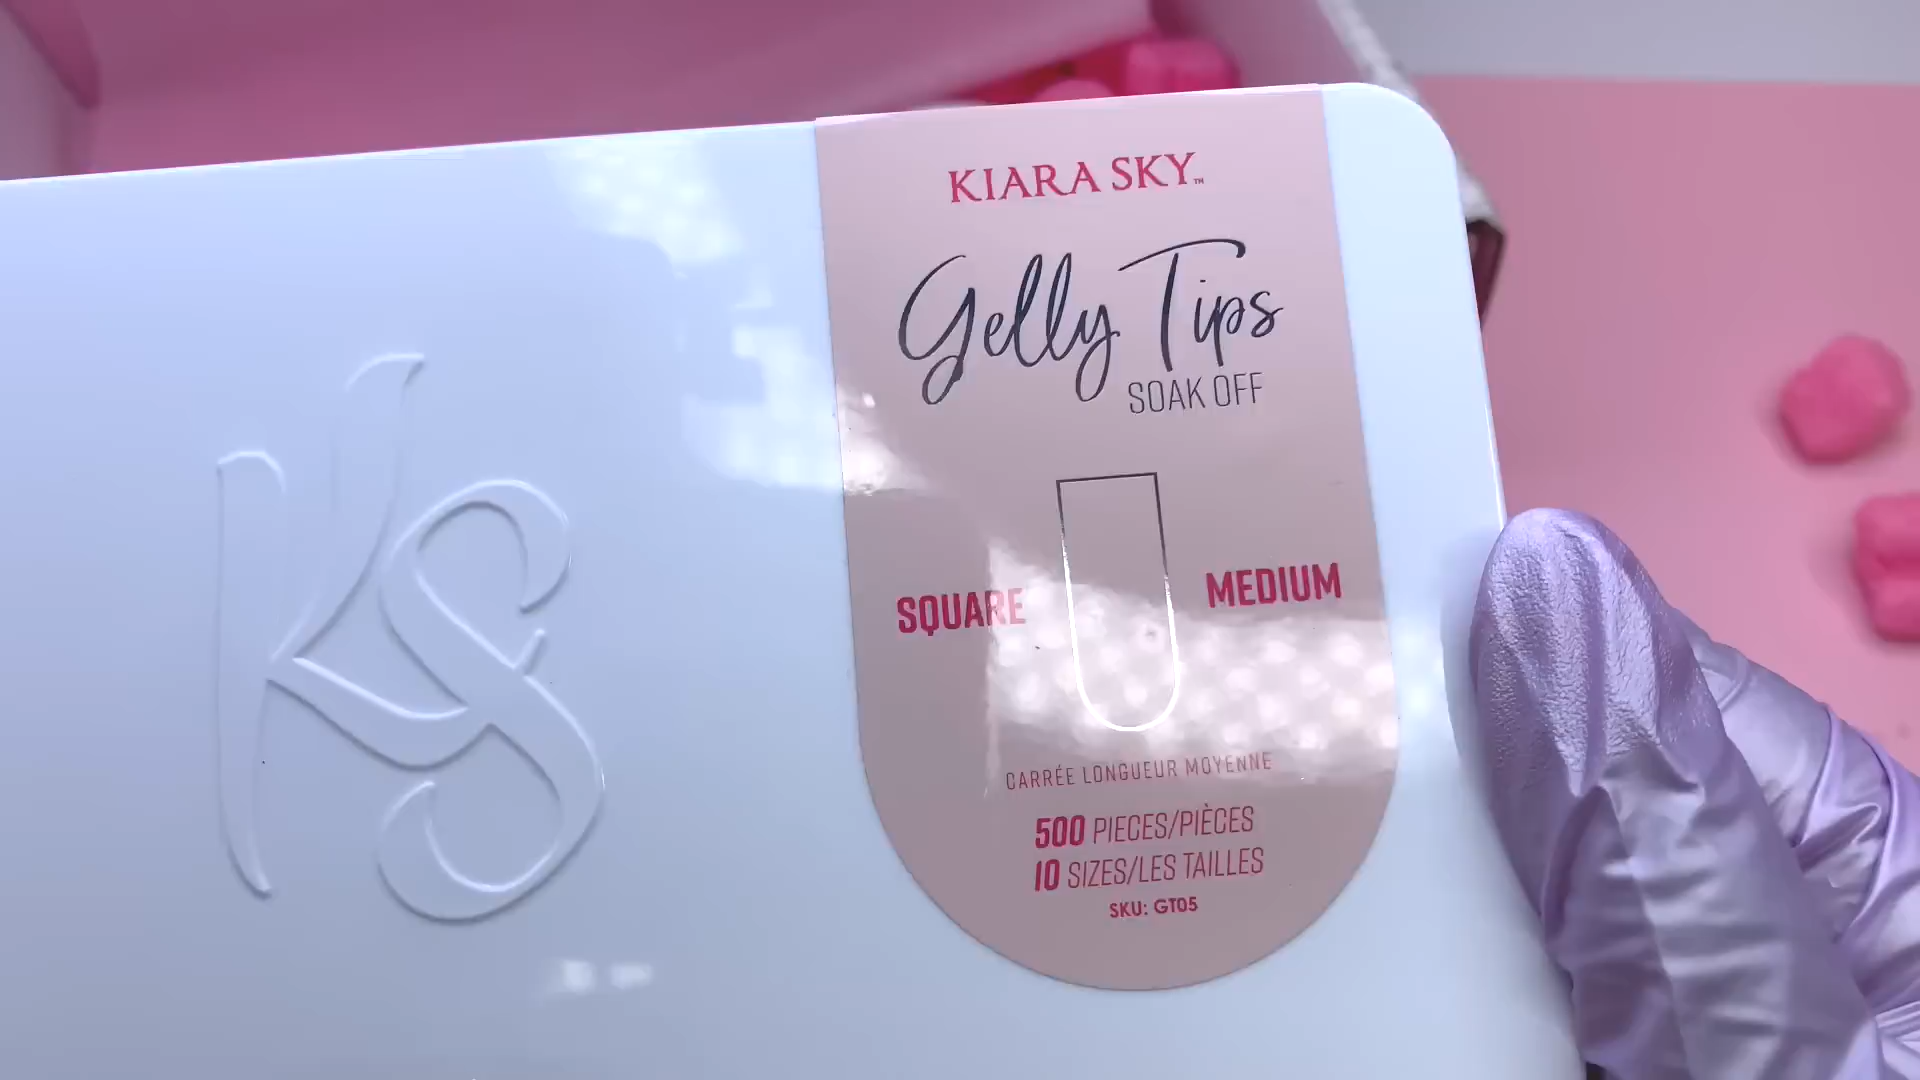 KS
KIARA SKY™
Gelly Tips
SOAK OFF
SQUARE
MEDIUM
CARRÉE LONGUEUR MOYENNE
500 PIECES/PIÈCES
10 SIZES/LES TAILLES
SKU: GT05